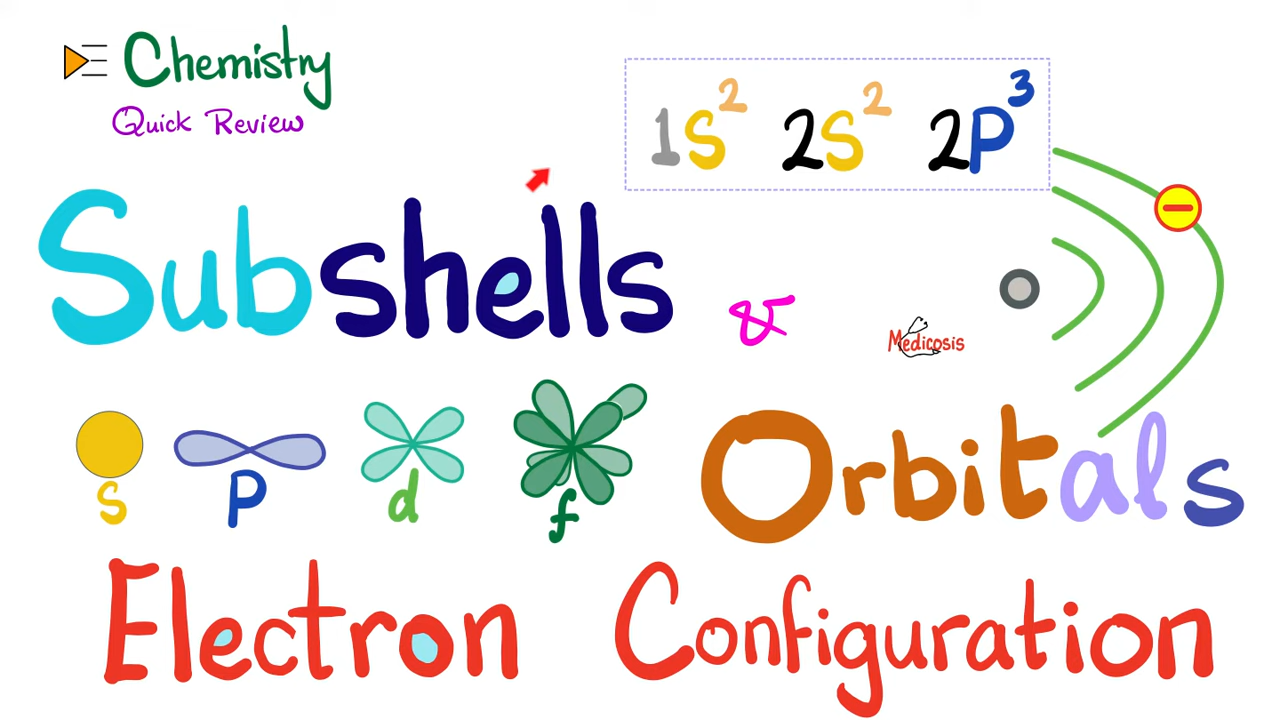 Chemistry
Quick Review
1s² 2s² 2p³
Subshells
&
Medicosis
s p d f
Orbitals
Electron Configuration